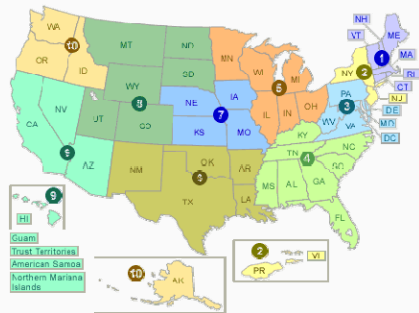 NH
WA
VT
ME
10
MT
ND
MN
1
OR
ID
WI
MI
NY
2
MA
RI
SD
CT
WY
5
PA
NJ
NV
8
NE
IA
3
DE
CA
UT
CO
7
IL
IN
OH
WV
VA
MD
KS
MO
KY
DC
9
TN
4
NC
AZ
NM
OK
AR
SC
6
MS
AL
GA
TX
LA
9
FL
HI
Guam
Trust Territories
American Samoa
Northern Mariana
Islands
10
AK
2
VI
PR